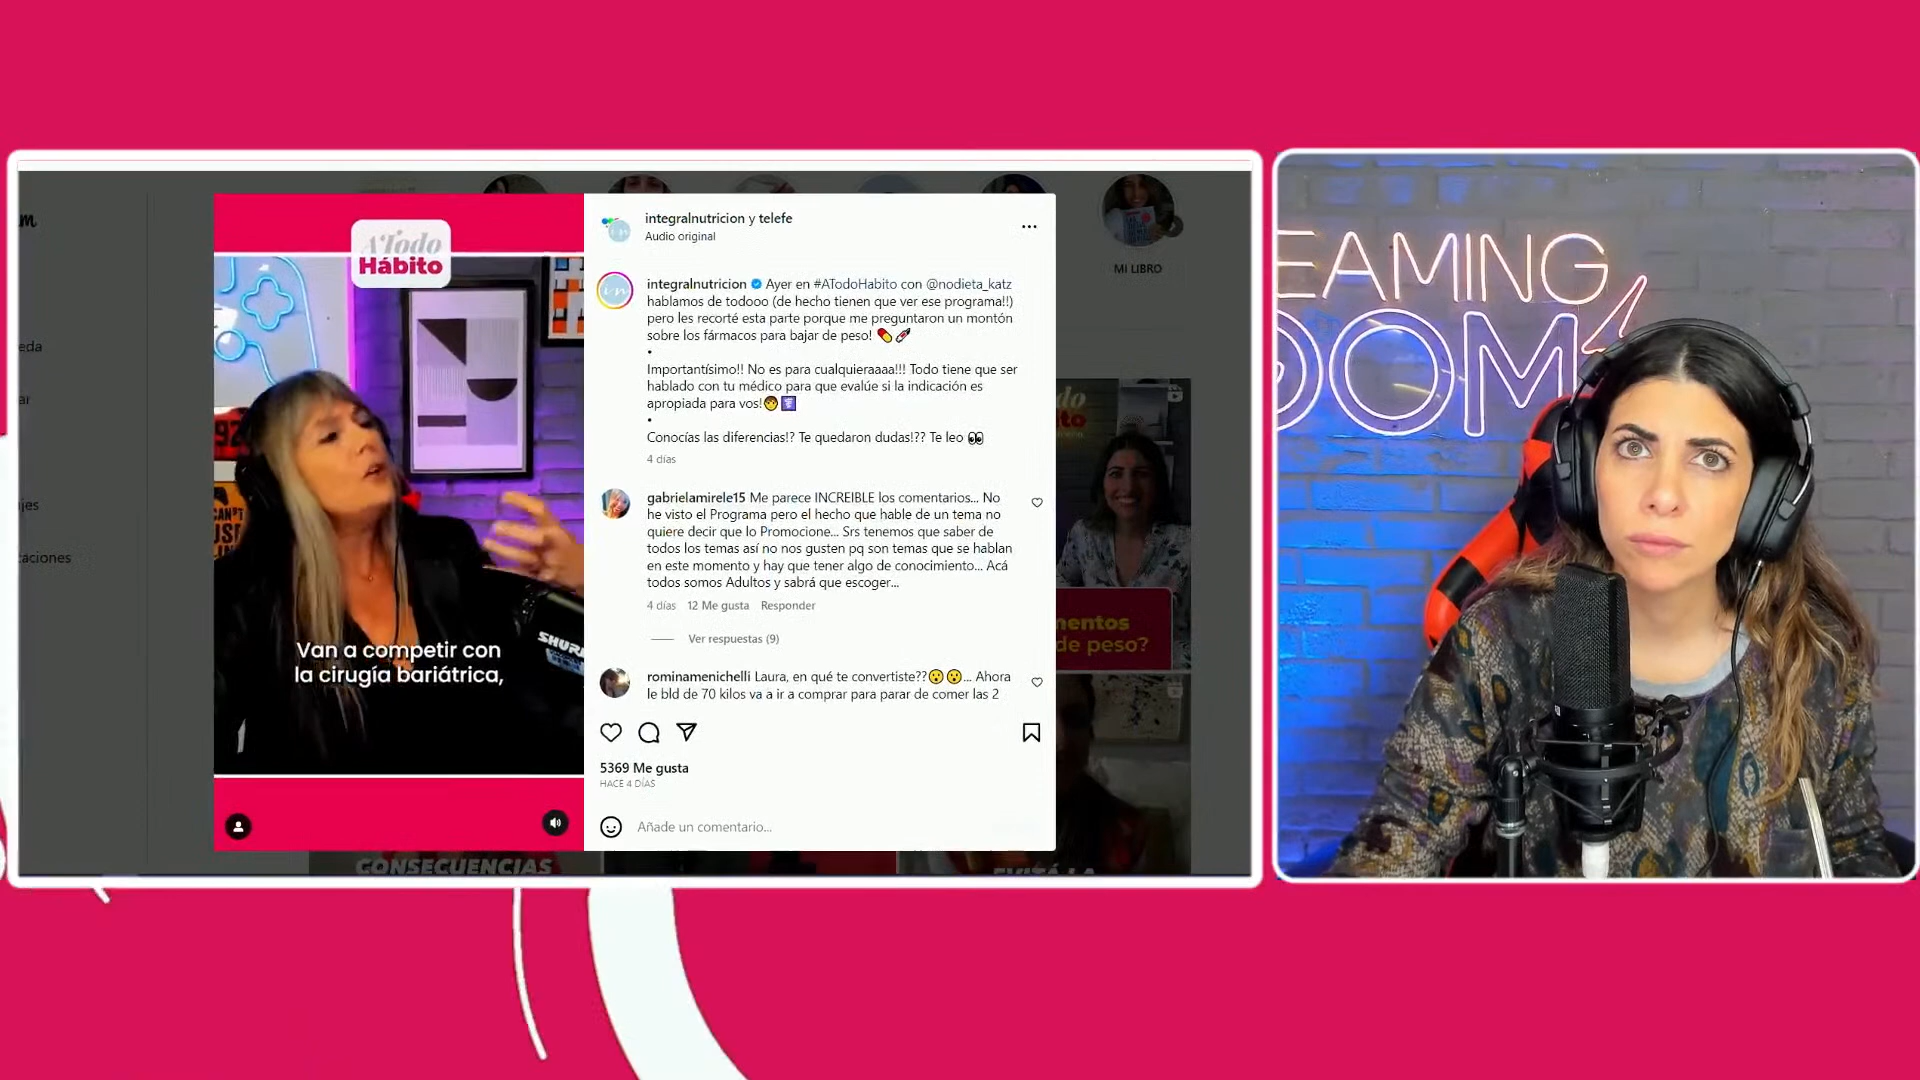 MI LIBRO
eda
ar
jes
caciones
A Todo
Hábito
Van a competir con
la cirugía bariátrica,
SHURE
CAN'T
integralnutricion y telefe
Audio original
integralnutricion Ayer en #ATodoHabito con @nodieta_katz
hablamos de todooo (de hecho tienen que ver ese programa!!)
pero les recorté esta parte porque me preguntaron un montón
sobre los fármacos para bajar de peso! 💊💉
•
Importantísimo!! No es para cualquieraaaa!!! Todo tiene que ser
hablado con tu médico para que evalúe si la indicación es
apropiada para vos!
•
Conocías las diferencias!? Te quedaron dudas!?? Te leo 👀
4 días
gabrielamirele15 Me parece INCREIBLE los comentarios... No
he visto el Programa pero el hecho que hable de un tema no
quiere decir que lo Promocione... Srs tenemos que saber de
todos los temas así no nos gusten pq son temas que se hablan
en este momento y hay que tener algo de conocimiento... Acá
todos somos Adultos y sabrá que escoger...
4 días 12 Me gusta Responder
Ver respuestas (9)
rominamenichelli Laura, en qué te convertiste??😮😮... Ahora
le bld de 70 kilos va a ir a comprar para parar de comer las 2
5369 Me gusta
HACE 4 DÍAS
Añade un comentario...
mentos
de peso?
CONSECUENCIAS
EVITÁ LA
EAMING
OOM